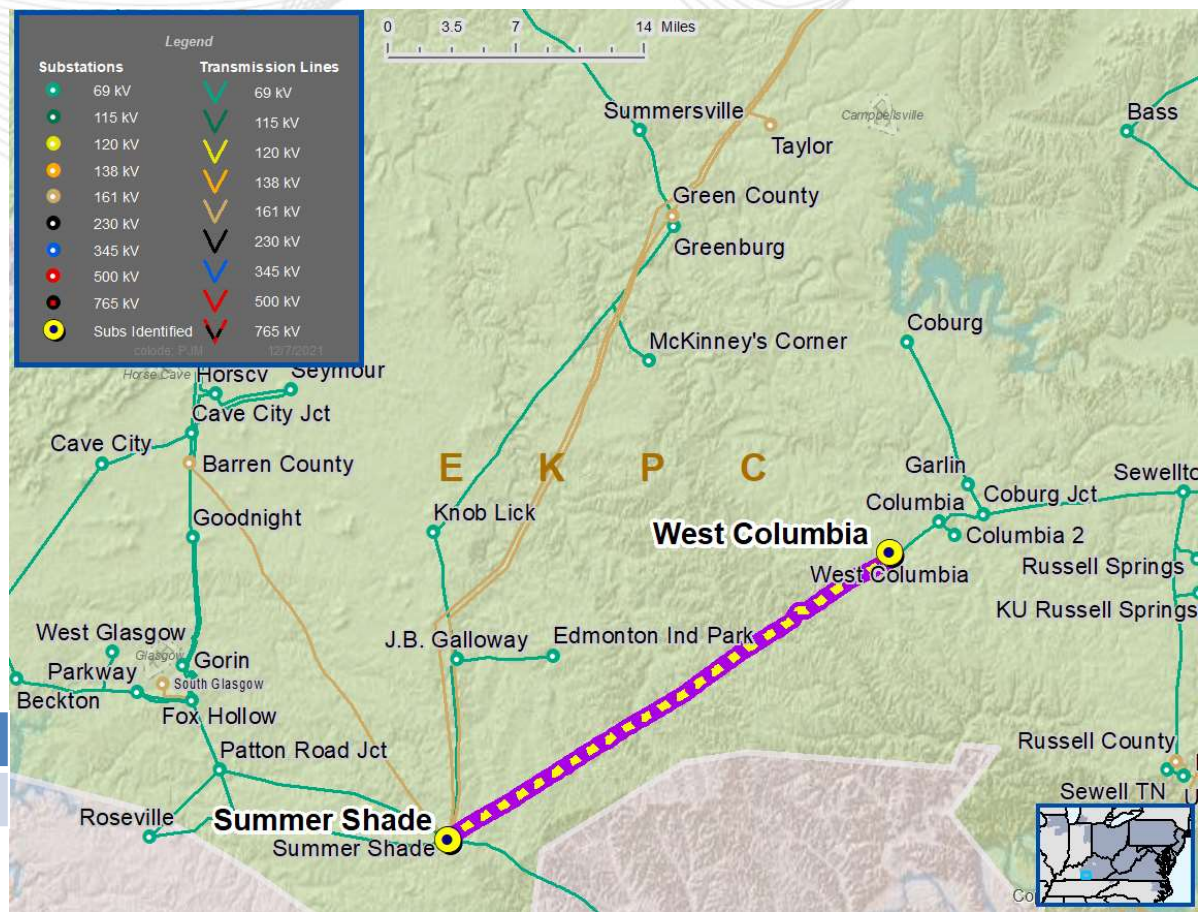 Legend
Substations
Transmission Lines
69 kV
69 kV
115 kV
115 kV
120 kV
120 kV
138 kV
138 kV
161 kV
161 kV
230 kV
230 kV
345 kV
345 kV
500 kV
500 kV
765 kV
765 kV
Subs Identified
colode, PJM
12/7/2021
0
3.5
7
14 Miles
Summersville
Taylor
Campbellsville
Bass
Green County
Greenburg
McKinney's Corner
Coburg
Horse Cave
Horscv
Seymour
Cave City Jct
Cave City
Barren County
E K P C
Goodnight
Knob Lick
Garlin
Sewellto
Columbia
Coburg Jct
West Columbia
Columbia 2
West Columbia
Russell Springs
KU Russell Springs
West Glasgow
Glasgow
Gorin
J.B. Galloway
Edmonton Ind Park
Parkway
South Glasgow
Beckton
Fox Hollow
Patton Road Jct
Russell County
Sewell TN
U
Roseville
Summer Shade
Summer Shade
Co